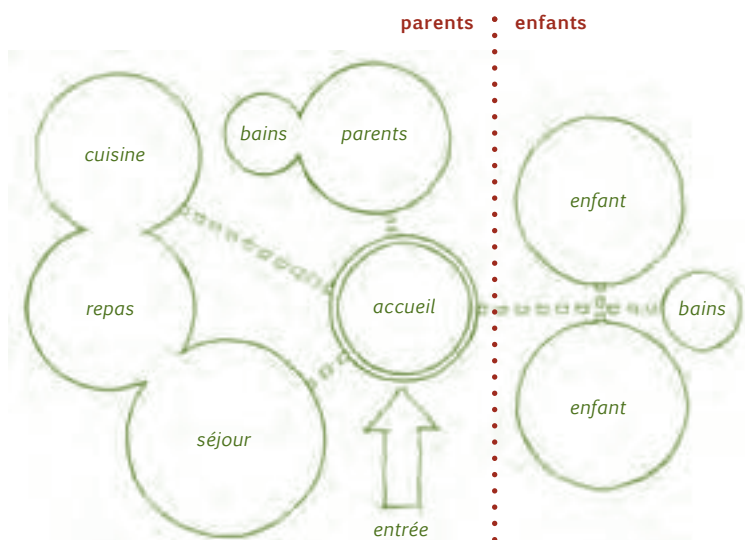 parents enfants
bains parents
cuisine
enfant
repas
accueil
bains
enfant
séjour
entrée